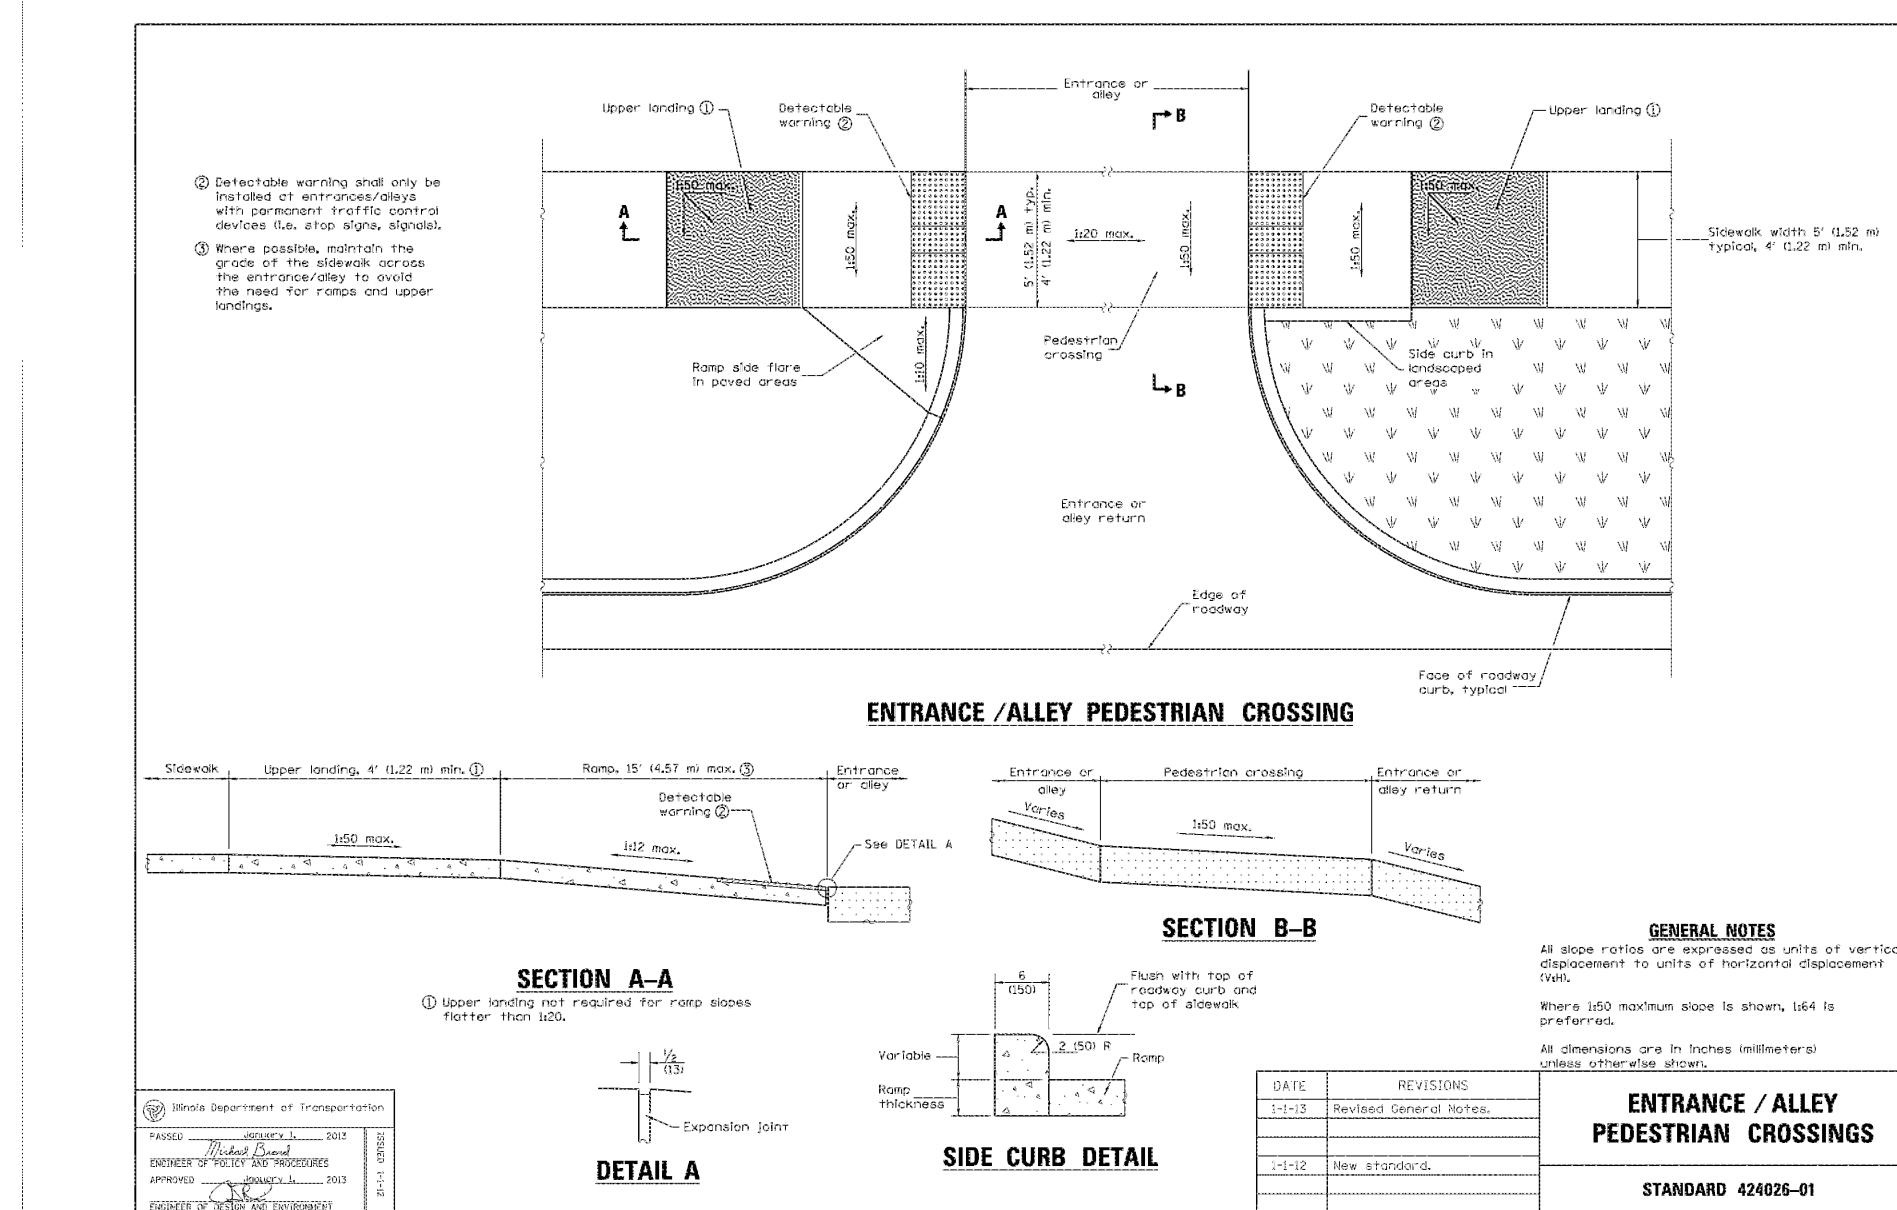 Entrance or
alley
B
Upper landing ①
Detectable
warning ②
Detectable
warning ②
Upper landing ①
② Detectable warning shall only be
installed at entrances/alleys
with permanent traffic control
devices (i.e. stop signs, signals).
③ Where possible, maintain the
grade of the sidewalk across
the entrance/alley to avoid
the need for ramps and upper
landings.
A
1:50 max.
1:50 max.
A
5' (1.52 m) typ.
4' (1.22 m) min.
1:20 max.
1:50 max.
1:50 max.
1:50 max.
Sidewalk width 5' (1.52 m)
typical, 4' (1.22 m) min.
Ramp side flare
in paved areas
1:10 max.
Pedestrian
crossing
B
Side curb in
landscaped
areas
Entrance or
alley return
Edge of
roadway
Face of roadway
curb, typical
ENTRANCE / ALLEY PEDESTRIAN CROSSING
Sidewalk
Upper landing, 4' (1.22 m) min. ①
Ramp, 15' (4.57 m) max. ③
Entrance
or alley
Detectable
warning ②
1:50 max.
1:12 max.
See DETAIL A
SECTION A–A
① Upper landing not required for ramp slopes
flatter than 1:20.
Entrance or
alley
Pedestrian crossing
Entrance or
alley return
Varies
1:50 max.
Varies
SECTION B–B
1/2
(13)
Expansion joint
DETAIL A
6
(150)
Flush with top of
roadway curb and
top of sidewalk
Variable
2 (50) R
Ramp
Ramp
thickness
SIDE CURB DETAIL
GENERAL NOTES
All slope ratios are expressed as units of vertica
displacement to units of horizontal displacement
(V:H).
Where 1:50 maximum slope is shown, 1:64 is
preferred.
All dimensions are in inches (millimeters)
unless otherwise shown.
Illinois Department of Transportation
PASSED January 1, 2013
ENGINEER OF POLICY AND PROCEDURES
APPROVED January 1, 2013
ENGINEER OF DESIGN AND ENVIRONMENT
ISSUED 1-1-12
DATE REVISIONS
1-1-13 Revised General Notes.
1-1-12 New standard.
ENTRANCE / ALLEY
PEDESTRIAN CROSSINGS
STANDARD 424026–01